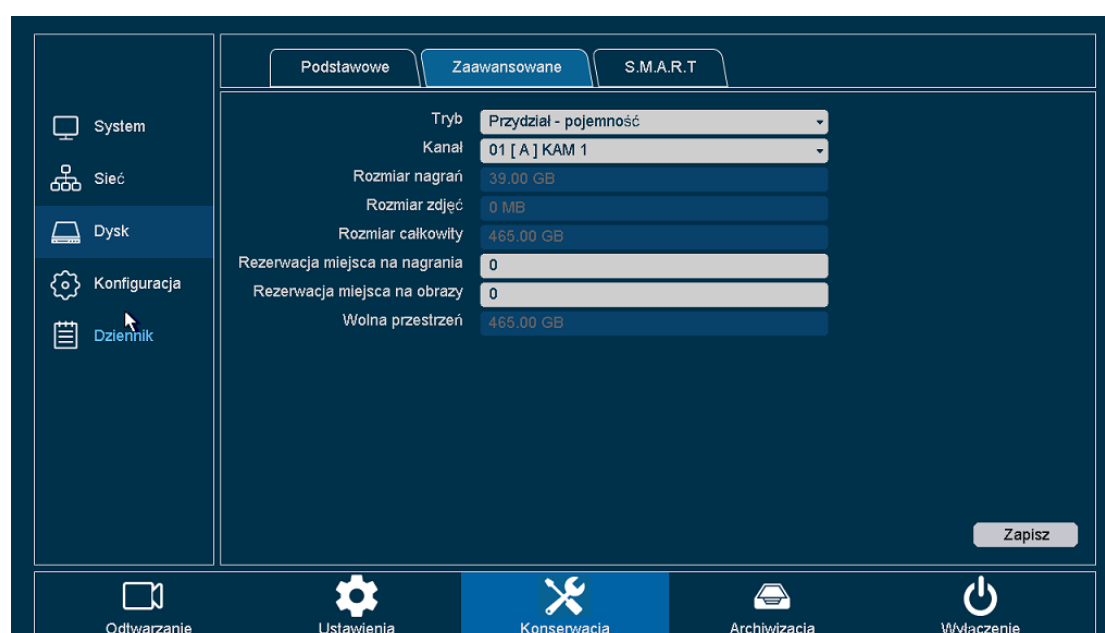 Podstawowe Zaawansowane S.M.A.R.T
System
Sieć
Dysk
Konfiguracja
Dziennik
Tryb Przydział - pojemność
Kanał 01 [ A ] KAM 1
Rozmiar nagrań 39.00 GB
Rozmiar zdjęć 0 MB
Rozmiar całkowity 465.00 GB
Rezerwacja miejsca na nagrania 0
Rezerwacja miejsca na obrazy 0
Wolna przestrzeń 465.00 GB
Zapisz
Odtwarzanie Ustawienia Konserwacja Archiwizacja Wyłączenie